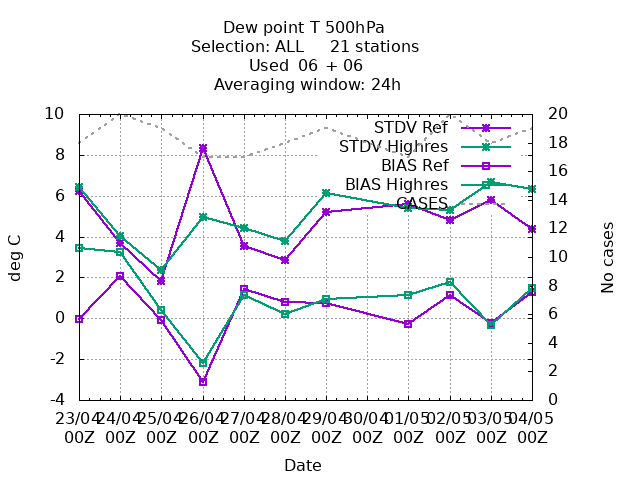 Dew point T 500hPa
Selection: ALL 21 stations
Used 06 + 06
Averaging window: 24h
10
8
6
4
2
0
-2
-4
20
18
16
14
12
10
8
6
4
2
0
STDV Ref
STDV Highres
BIAS Ref
BIAS Highres
CASES
deg C
No cases
23/04 24/04 25/04 26/04 27/04 28/04 29/04 30/04 01/05 02/05 03/05 04/05
00Z 00Z 00Z 00Z 00Z 00Z 00Z 00Z 00Z 00Z 00Z 00Z
Date